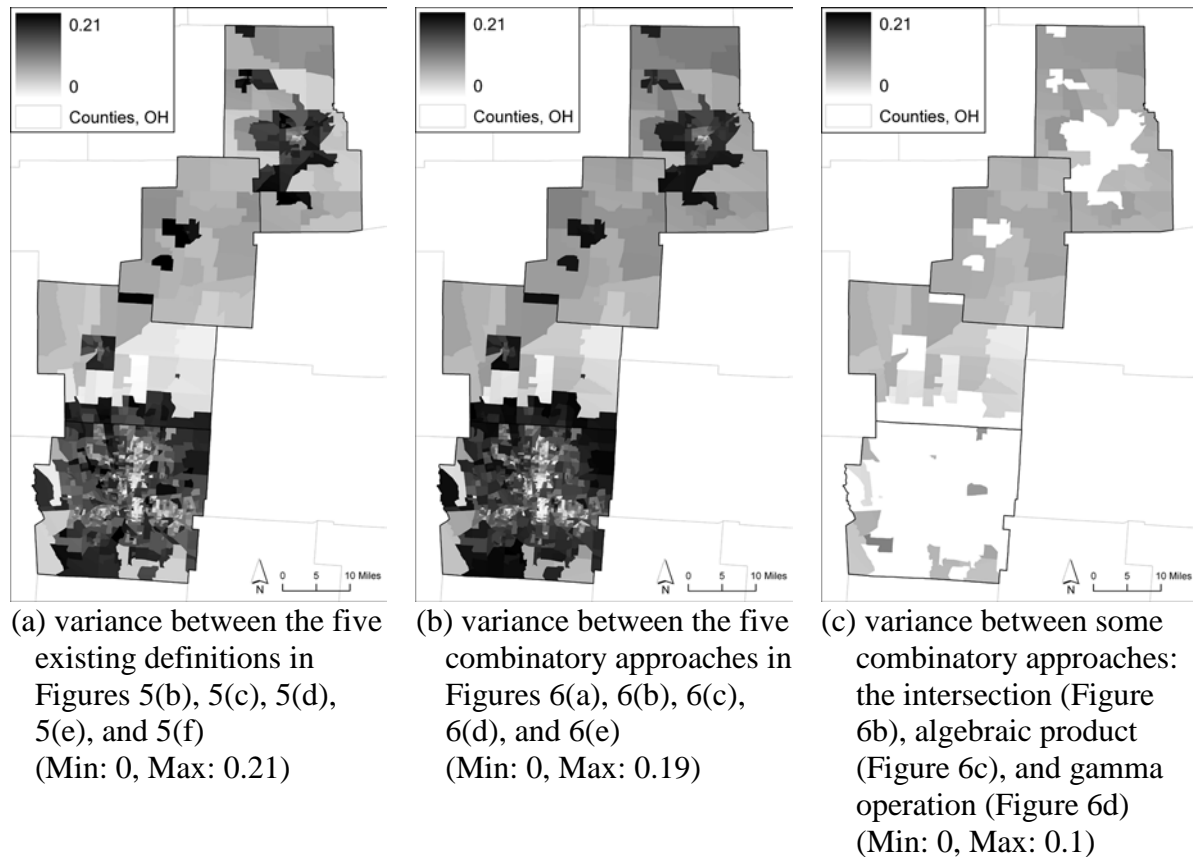 0.21
0
Counties, OH
N
0 5 10 Miles
0.21
0
Counties, OH
N
0 5 10 Miles
0.21
0
Counties, OH
N
0 5 10 Miles
(a) variance between the five
existing definitions in
Figures 5(b), 5(c), 5(d),
5(e), and 5(f)
(Min: 0, Max: 0.21)
(b) variance between the five
combinatory approaches in
Figures 6(a), 6(b), 6(c),
6(d), and 6(e)
(Min: 0, Max: 0.19)
(c) variance between some
combinatory approaches:
the intersection (Figure
6b), algebraic product
(Figure 6c), and gamma
operation (Figure 6d)
(Min: 0, Max: 0.1)